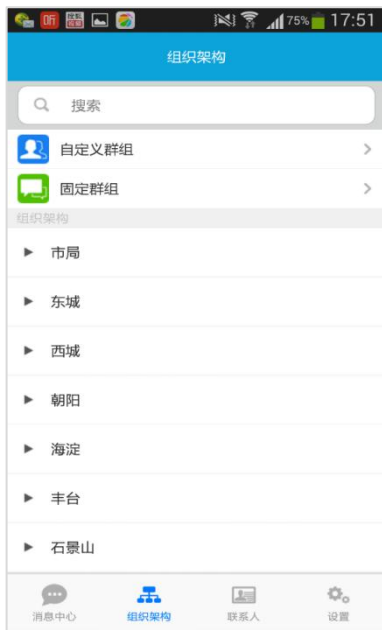 听 75% 17:51
组织架构
搜索
自定义群组
固定群组
组织架构
市局
东城
西城
朝阳
海淀
丰台
石景山
消息中心 组织架构 联系人 设置